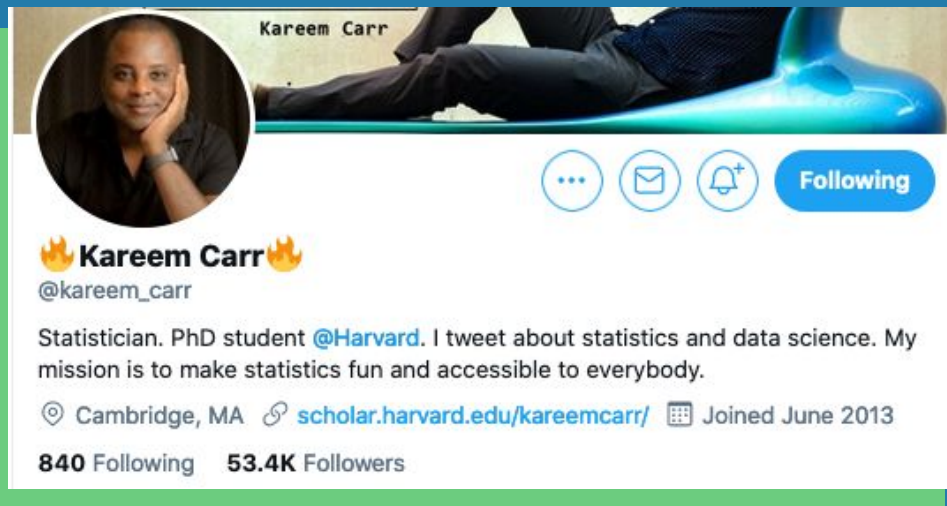 Kareem Carr
Following
🔥Kareem Carr🔥
@kareem_carr
Statistician. PhD student @Harvard. I tweet about statistics and data science. My
mission is to make statistics fun and accessible to everybody.
Cambridge, MA scholar.harvard.edu/kareemcarr/ Joined June 2013
840 Following 53.4K Followers